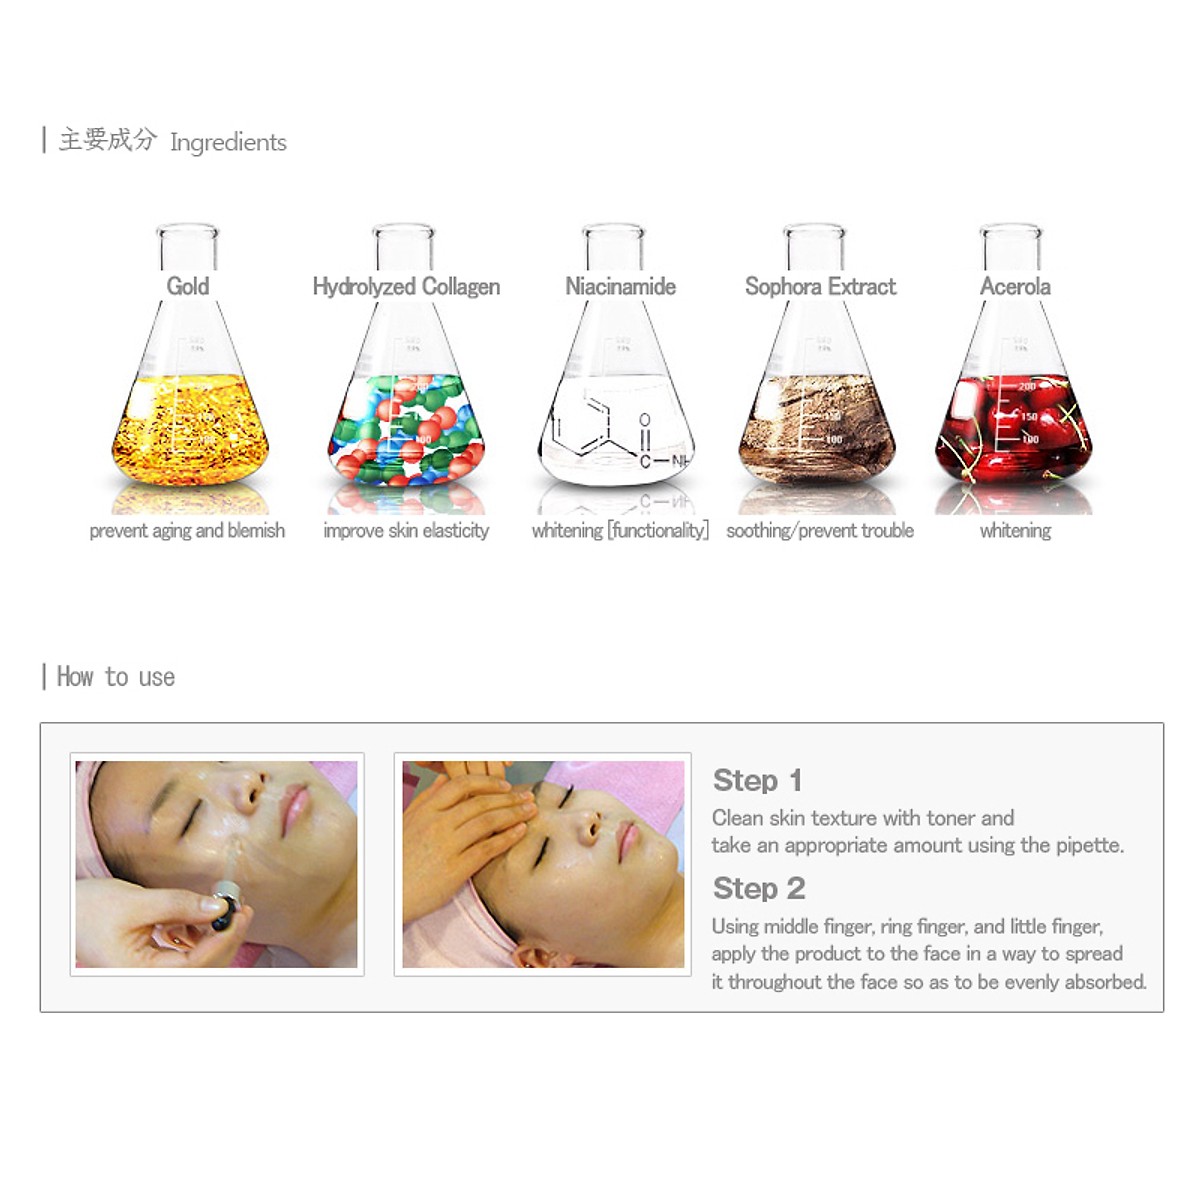 主要成分 Ingredients
Gold
Hydrolyzed Collagen
Niacinamide
Sophora Extract
Acerola
200
150
100
O
C
prevent aging and blemish
improve skin elasticity
whitening [functionality]
soothing/prevent trouble
whitening
How to use
Step 1
Clean skin texture with toner and
take an appropriate amount using the pipette.
Step 2
Using middle finger, ring finger, and little finger,
apply the product to the face in a way to spread
it throughout the face so as to be evenly absorbed.